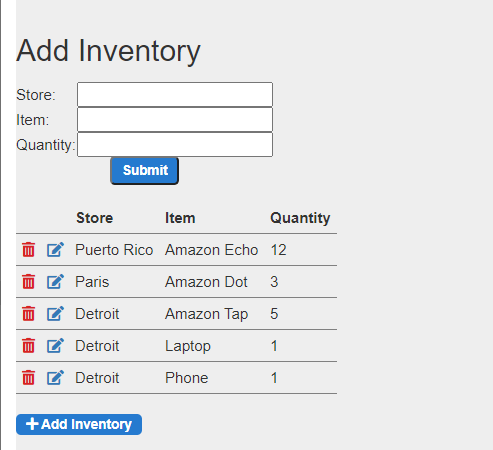 Add Inventory
Store:
Item:
Quantity:
Submit
Store Item Quantity
Puerto Rico Amazon Echo 12
Paris Amazon Dot 3
Detroit Amazon Tap 5
Detroit Laptop 1
Detroit Phone 1
Add Inventory